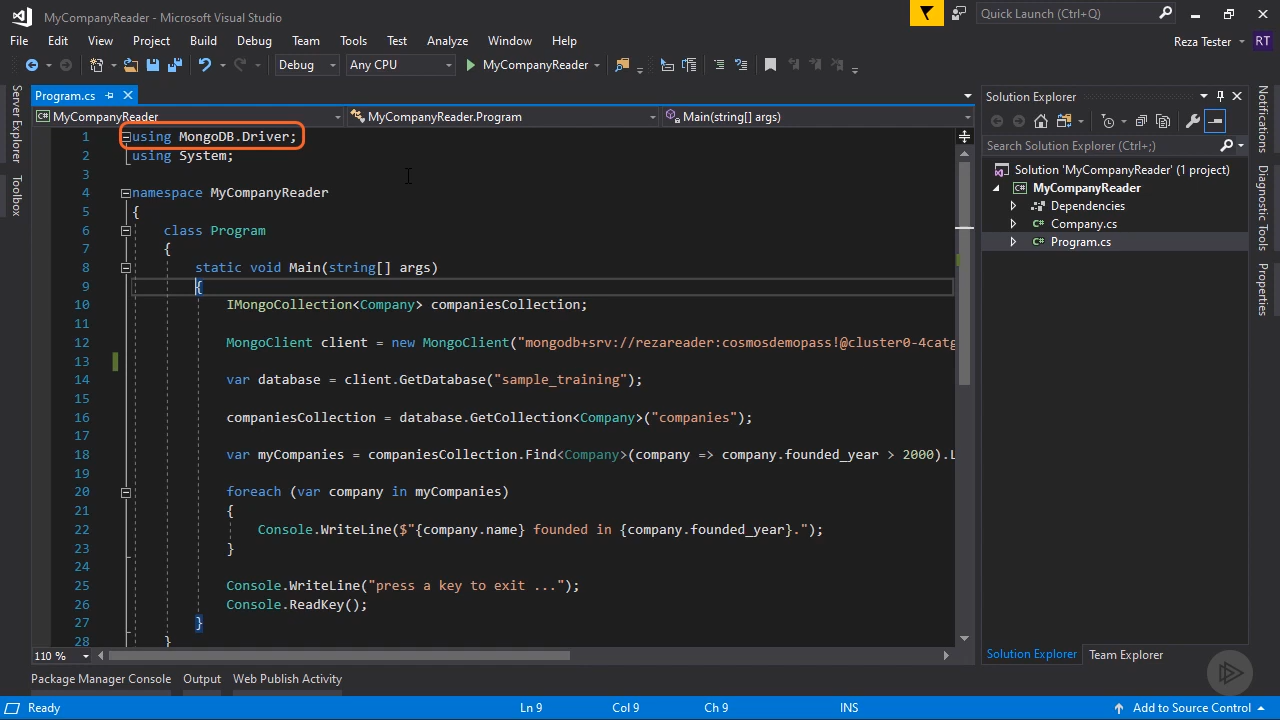 MyCompanyReader - Microsoft Visual Studio
Quick Launch (Ctrl+Q)
File Edit View Project Build Debug Team Tools Test Analyze Window Help
Reza Tester RT
Debug Any CPU MyCompanyReader
Server Explorer
Toolbox
Program.cs
MyCompanyReader MyCompanyReader.Program Main(string[] args)
1 using MongoDB.Driver;
2 using System;
3
4 namespace MyCompanyReader
5 {
6 class Program
7 {
8 static void Main(string[] args)
9 {
10 IMongoCollection<Company> companiesCollection;
11
12 MongoClient client = new MongoClient("mongodb+srv://rezareader:cosmosdemopass!@cluster0-4catg
13
14 var database = client.GetDatabase("sample_training");
15
16 companiesCollection = database.GetCollection<Company>("companies");
17
18 var myCompanies = companiesCollection.Find<Company>(company => company.founded_year > 2000).L
19
20 foreach (var company in myCompanies)
21 {
22 Console.WriteLine($"{company.name} founded in {company.founded_year}.");
23 }
24
25 Console.WriteLine("press a key to exit ...");
26 Console.ReadKey();
27 }
28 }
110 %
Solution Explorer
Search Solution Explorer (Ctrl+;)
Solution 'MyCompanyReader' (1 project)
MyCompanyReader
Dependencies
Company.cs
Program.cs
Solution Explorer Team Explorer
Notifications
Diagnostic Tools
Properties
Package Manager Console Output Web Publish Activity
Ready Ln 9 Col 9 Ch 9 INS Add to Source Control